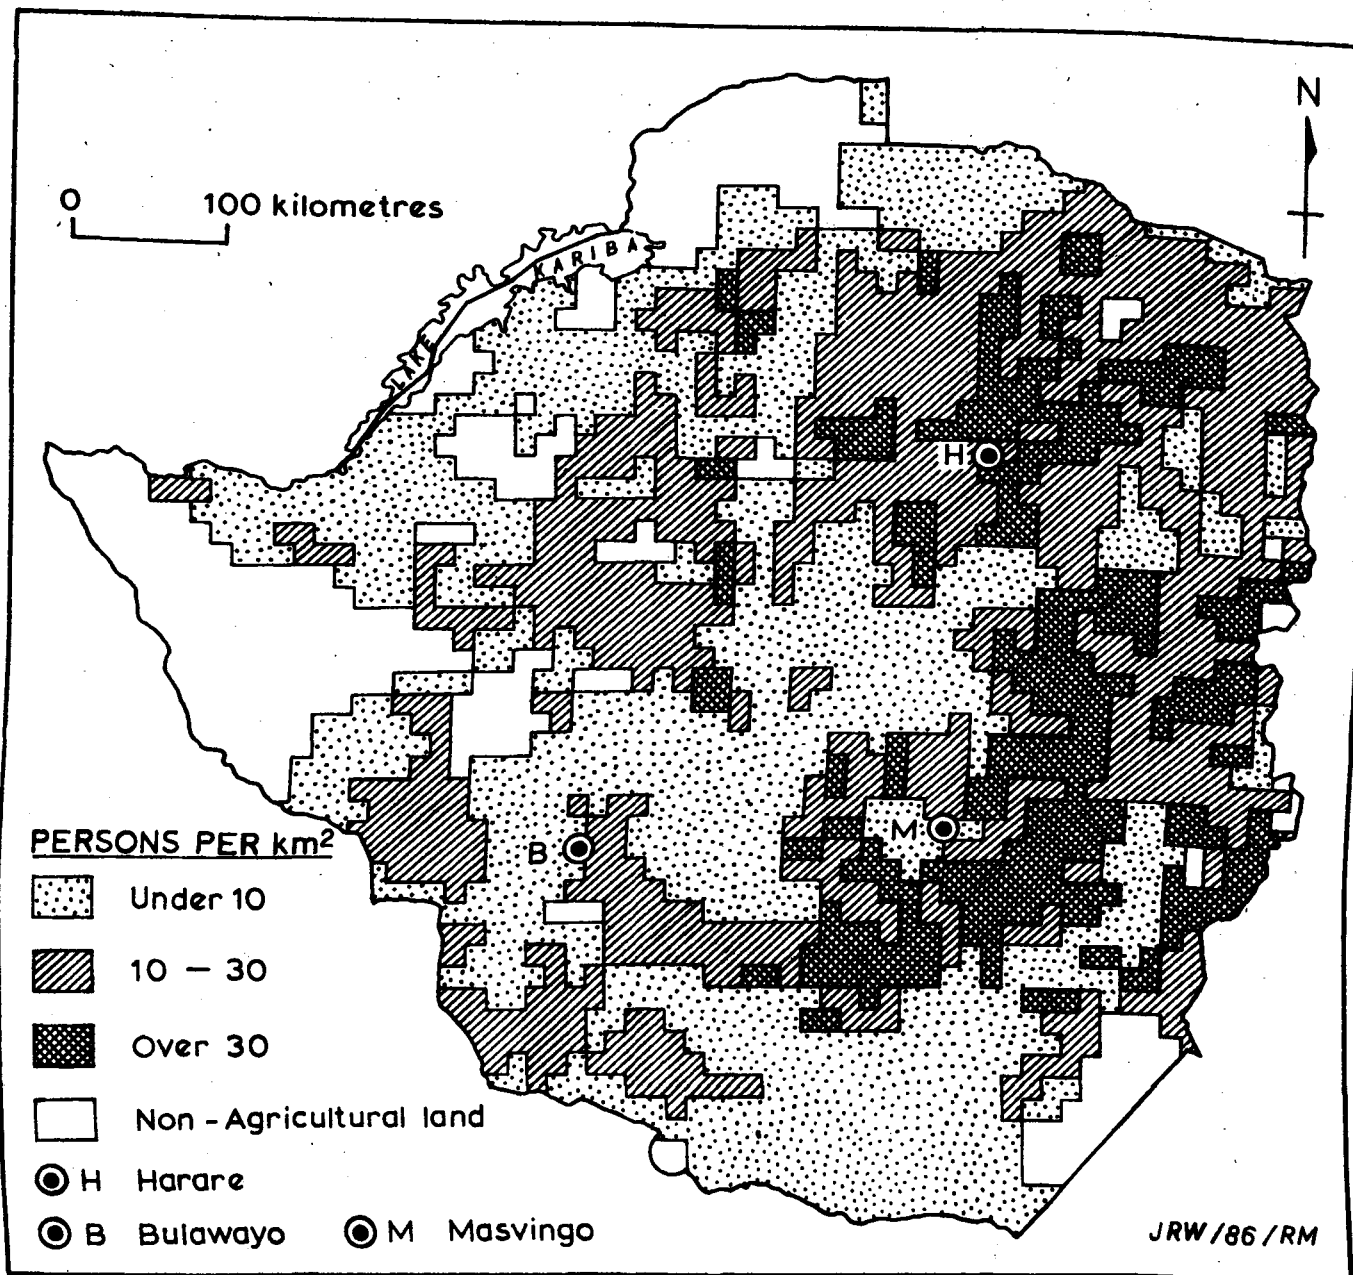 N
0 100 kilometres
LAKE KARIBA
H
M
B
PERSONS PER km²
Under 10
10 – 30
Over 30
Non-Agricultural land
H Harare
B Bulawayo M Masvingo
JRW/86/RM